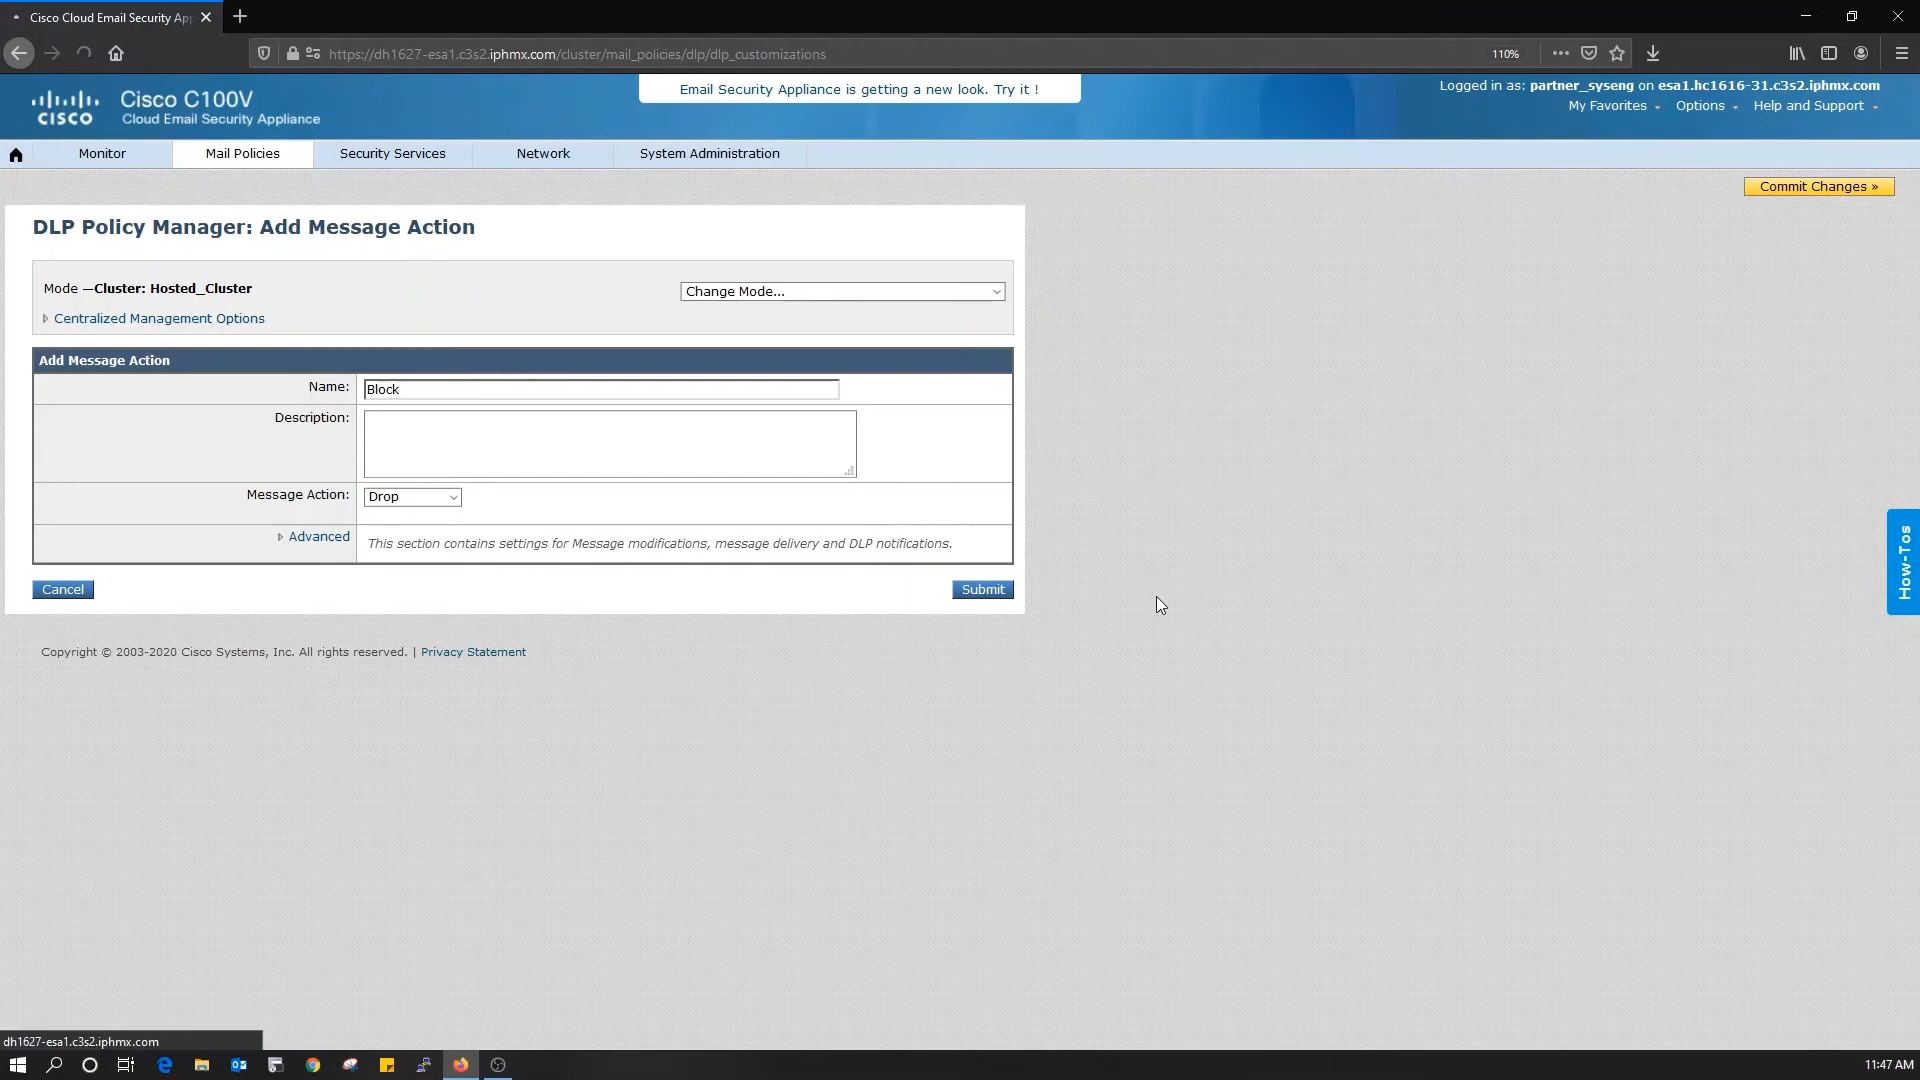 Cisco Cloud Email Security App
https://dh1627-esa1.c3s2.iphmx.com/cluster/mail_policies/dlp/dlp_customizations
110%
cisco
Cisco C100V
Cloud Email Security Appliance
Email Security Appliance is getting a new look. Try it !
Logged in as: partner_syseng on esa1.hc1616-31.c3s2.iphmx.com
My Favorites Options Help and Support
Monitor Mail Policies Security Services Network System Administration
Commit Changes »
DLP Policy Manager: Add Message Action
Mode —Cluster: Hosted_Cluster
Change Mode...
Centralized Management Options
Add Message Action
Name: Block
Description:
Message Action: Drop
Advanced This section contains settings for Message modifications, message delivery and DLP notifications.
Cancel Submit
How-Tos
Copyright © 2003-2020 Cisco Systems, Inc. All rights reserved. | Privacy Statement
dh1627-esa1.c3s2.iphmx.com
11:47 AM